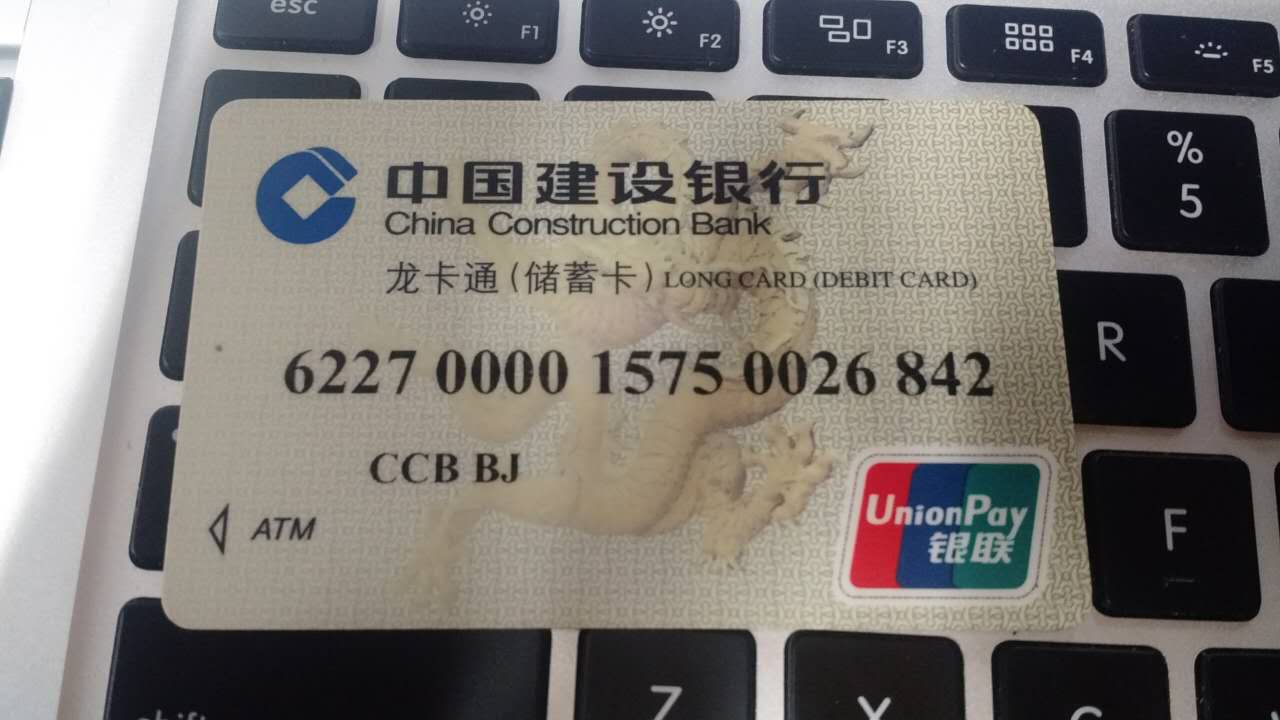 esc
F1
F2
F3
F4
F5
中国建设银行
China Construction Bank
龙卡通(储蓄卡) LONG CARD (DEBIT CARD)
6227 0000 1575 0026 842
CCB BJ
ATM
UnionPay
银联
%
5
R
F
Z
X